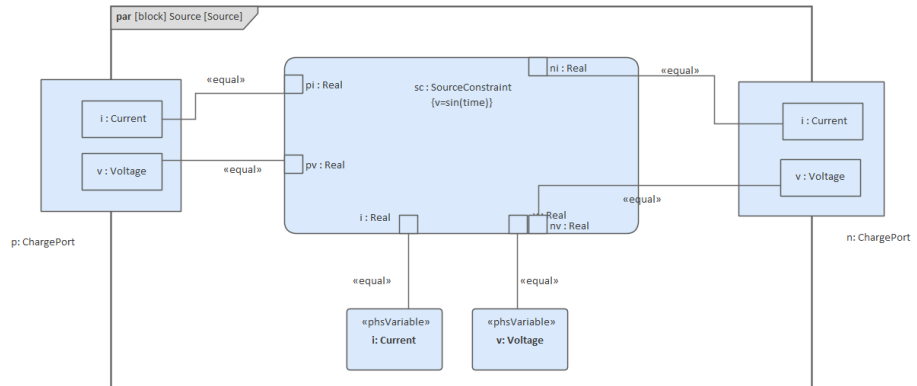 par [block] Source [Source]
«equal»
pi : Real
sc : SourceConstraint
{v=sin(time)}
ni : Real
«equal»
i : Current
i : Current
v : Voltage
«equal»
pv : Real
v : Voltage
«equal»
i : Real
: Real
nv : Real
p: ChargePort
n: ChargePort
«equal»
«equal»
«phsVariable»
i: Current
«phsVariable»
v: Voltage